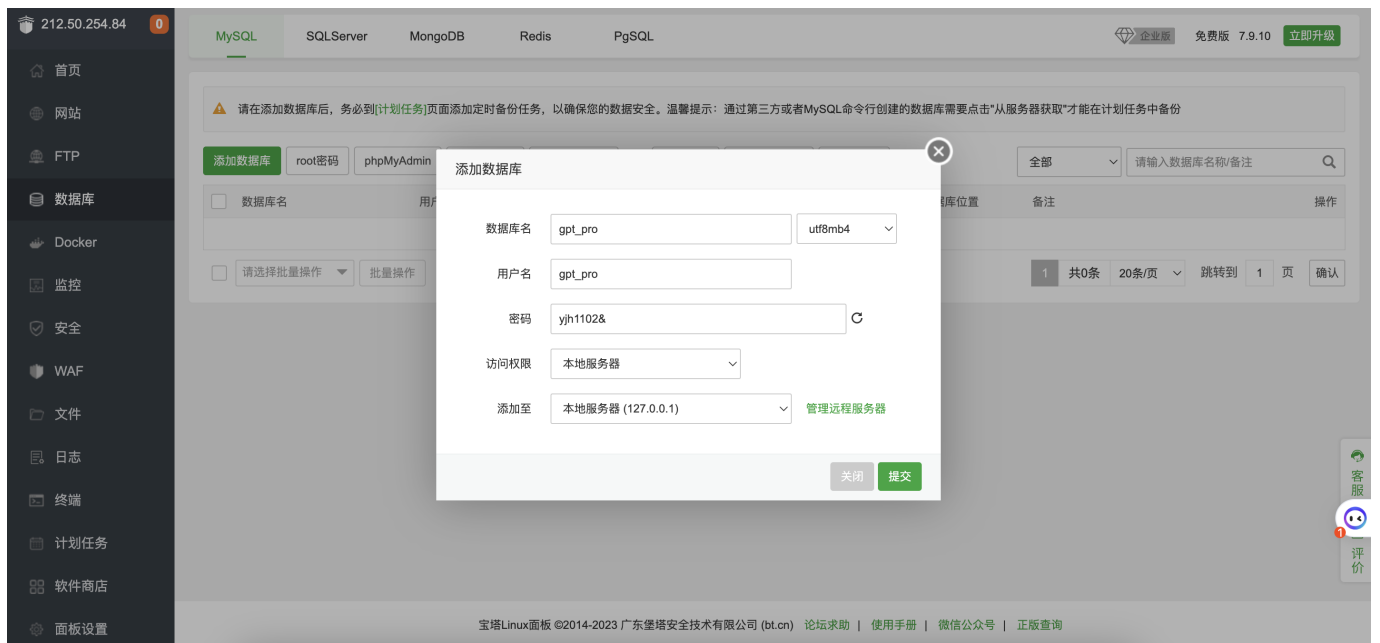 212.50.254.84 0
首页
网站
FTP
数据库
Docker
监控
安全
WAF
文件
日志
终端
计划任务
软件商店
面板设置
MySQL SQLServer MongoDB Redis PgSQL 企业版 免费版 7.9.10 立即升级
请在添加数据库后，务必到[计划任务]页面添加定时备份任务，以确保您的数据安全。温馨提示：通过第三方或者MySQL命令行创建的数据库需要点击"从服务器获取"才能在计划任务中备份
添加数据库 root密码 phpMyAdmin 全部 请输入数据库名称/备注
数据库名 库位置 备注 操作
请选择批量操作 批量操作 1 共0条 20条/页 跳转到 1 页 确认
添加数据库
数据库名 gpt_pro utf8mb4
用户名 gpt_pro
密码 yjh1102&
访问权限 本地服务器
添加至 本地服务器 (127.0.0.1) 管理远程服务器
关闭 提交
客服
1
评价
宝塔Linux面板 ©2014-2023 广东堡塔安全技术有限公司 (bt.cn) 论坛求助 | 使用手册 | 微信公众号 | 正版查询